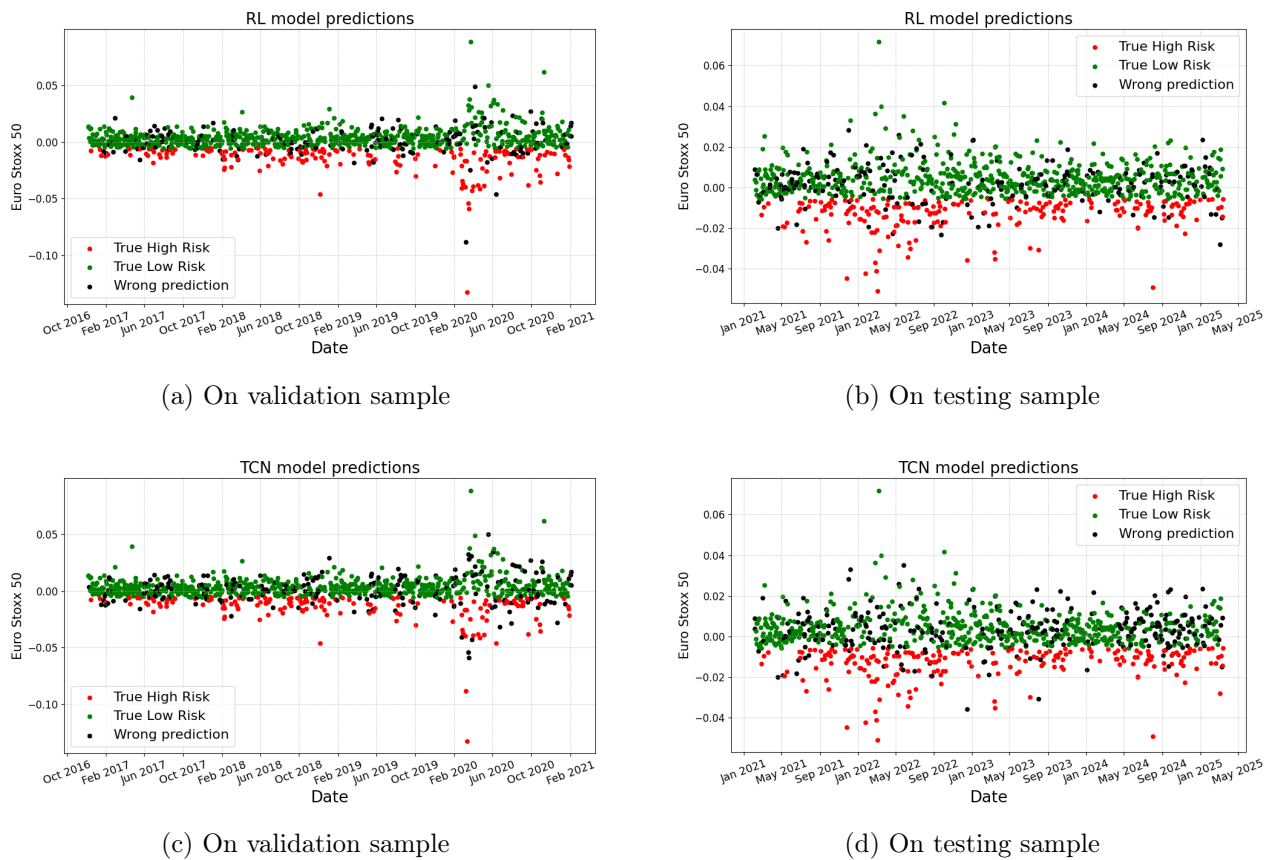 RL model predictions
Euro Stoxx 50
0.05
0.00
−0.05
−0.10
True High Risk
True Low Risk
Wrong prediction
Oct 2016 Feb 2017 Jun 2017 Oct 2017 Feb 2018 Jun 2018 Oct 2018 Feb 2019 Jun 2019 Oct 2019 Feb 2020 Jun 2020 Oct 2020 Feb 2021
Date
(a) On validation sample
RL model predictions
Euro Stoxx 50
0.06
0.04
0.02
0.00
−0.02
−0.04
True High Risk
True Low Risk
Wrong prediction
Jan 2021 May 2021 Sep 2021 Jan 2022 May 2022 Sep 2022 Jan 2023 May 2023 Sep 2023 Jan 2024 May 2024 Sep 2024 Jan 2025 May 2025
Date
(b) On testing sample
TCN model predictions
Euro Stoxx 50
0.05
0.00
−0.05
−0.10
True High Risk
True Low Risk
Wrong prediction
Oct 2016 Feb 2017 Jun 2017 Oct 2017 Feb 2018 Jun 2018 Oct 2018 Feb 2019 Jun 2019 Oct 2019 Feb 2020 Jun 2020 Oct 2020 Feb 2021
Date
(c) On validation sample
TCN model predictions
Euro Stoxx 50
0.06
0.04
0.02
0.00
−0.02
−0.04
True High Risk
True Low Risk
Wrong prediction
Jan 2021 May 2021 Sep 2021 Jan 2022 May 2022 Sep 2022 Jan 2023 May 2023 Sep 2023 Jan 2024 May 2024 Sep 2024 Jan 2025 May 2025
Date
(d) On testing sample